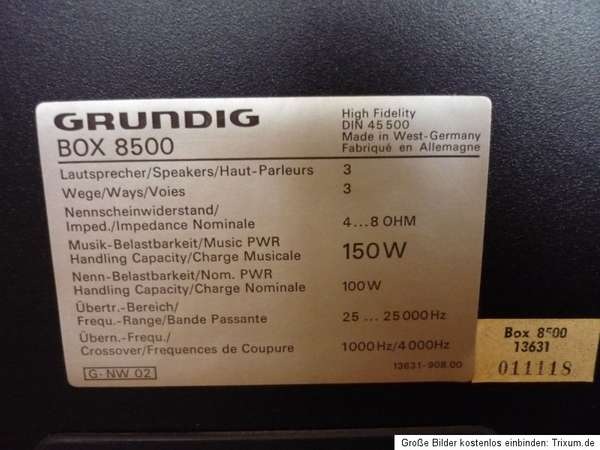 GRUNDIG
BOX 8500
High Fidelity
DIN 45 500
Made in West-Germany
Fabriqué en Allemagne
Lautsprecher/Speakers/Haut-Parleurs 3
Wege/Ways/Voies 3
Nennscheinwiderstand/
Imped./Impedance Nominale 4...8 OHM
Musik-Belastbarkeit/Music PWR
Handling Capacity/Charge Musicale 150W
Nenn-Belastbarkeit/Nom. PWR
Handling Capacity/Charge Nominale 100W
Übertr.-Bereich/
Frequ.-Range/Bande Passante 25 ... 25000Hz
Übern.-Frequ./
Crossover/Frequences de Coupure 1000Hz/4000Hz
G-NW 02
13631-908.00
Box 8500
13631
011118
Große Bilder kostenlos einbinden: Trixum.de